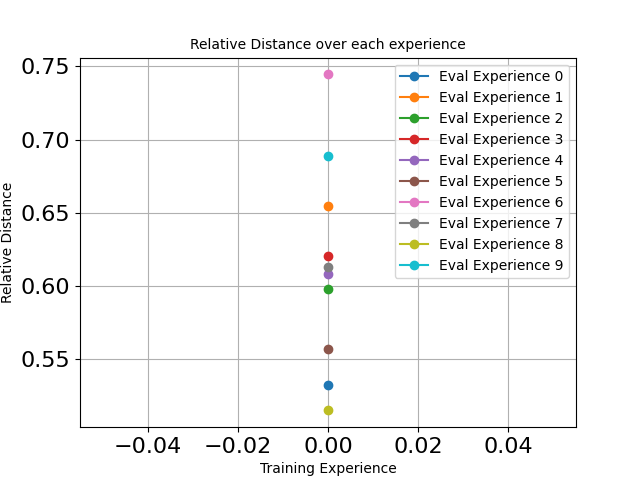 Relative Distance over each experience
Relative Distance
0.75
0.70
0.65
0.60
0.55
−0.04
−0.02
0.00
0.02
0.04
Training Experience
Eval Experience 0
Eval Experience 1
Eval Experience 2
Eval Experience 3
Eval Experience 4
Eval Experience 5
Eval Experience 6
Eval Experience 7
Eval Experience 8
Eval Experience 9